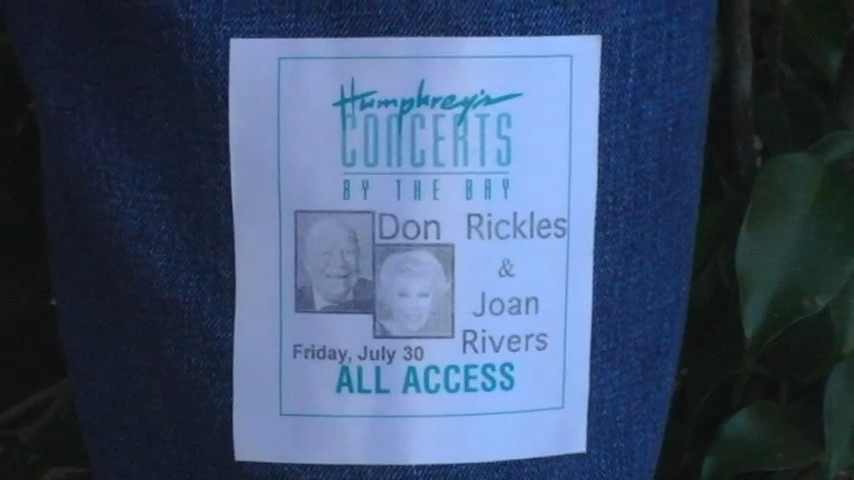 Humphrey's
CONCERTS
BY THE BAY
Don Rickles
&
Joan
Rivers
Friday, July 30
ALL ACCESS